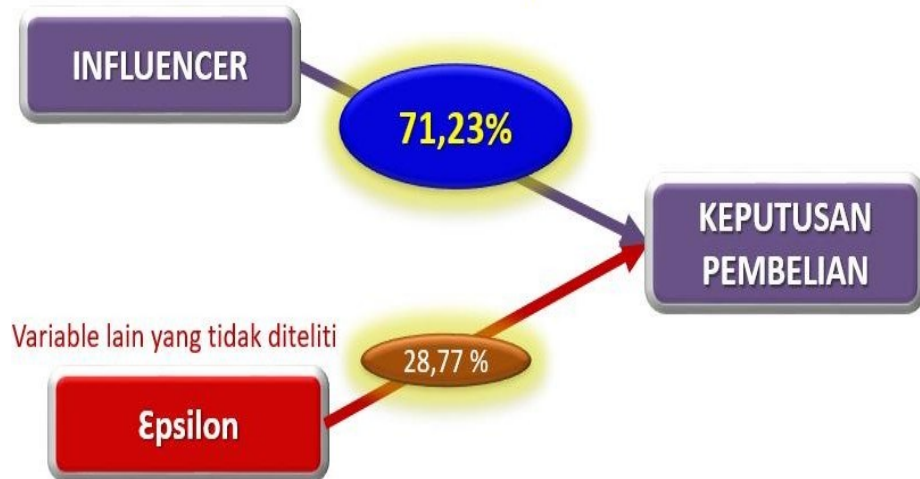 INFLUENCER
71,23%
KEPUTUSAN
PEMBELIAN
Variable lain yang tidak diteliti
28,77 %
Ɛpsilon